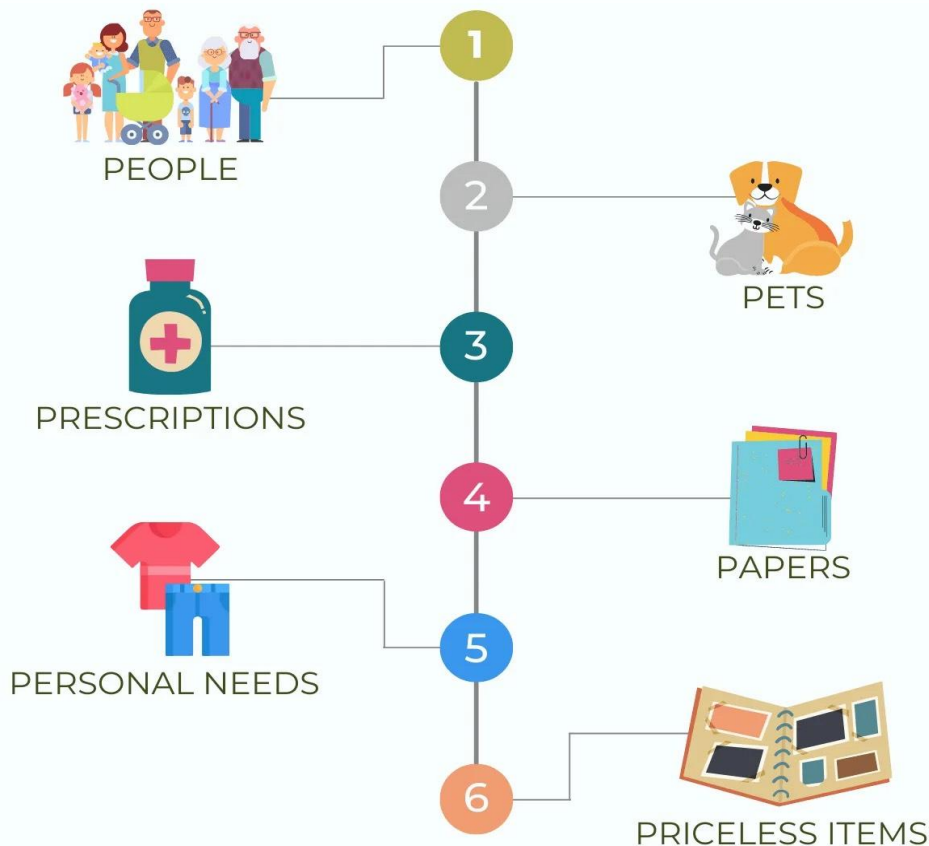 1
PEOPLE
2
PETS
3
PRESCRIPTIONS
4
PAPERS
5
PERSONAL NEEDS
6
PRICELESS ITEMS